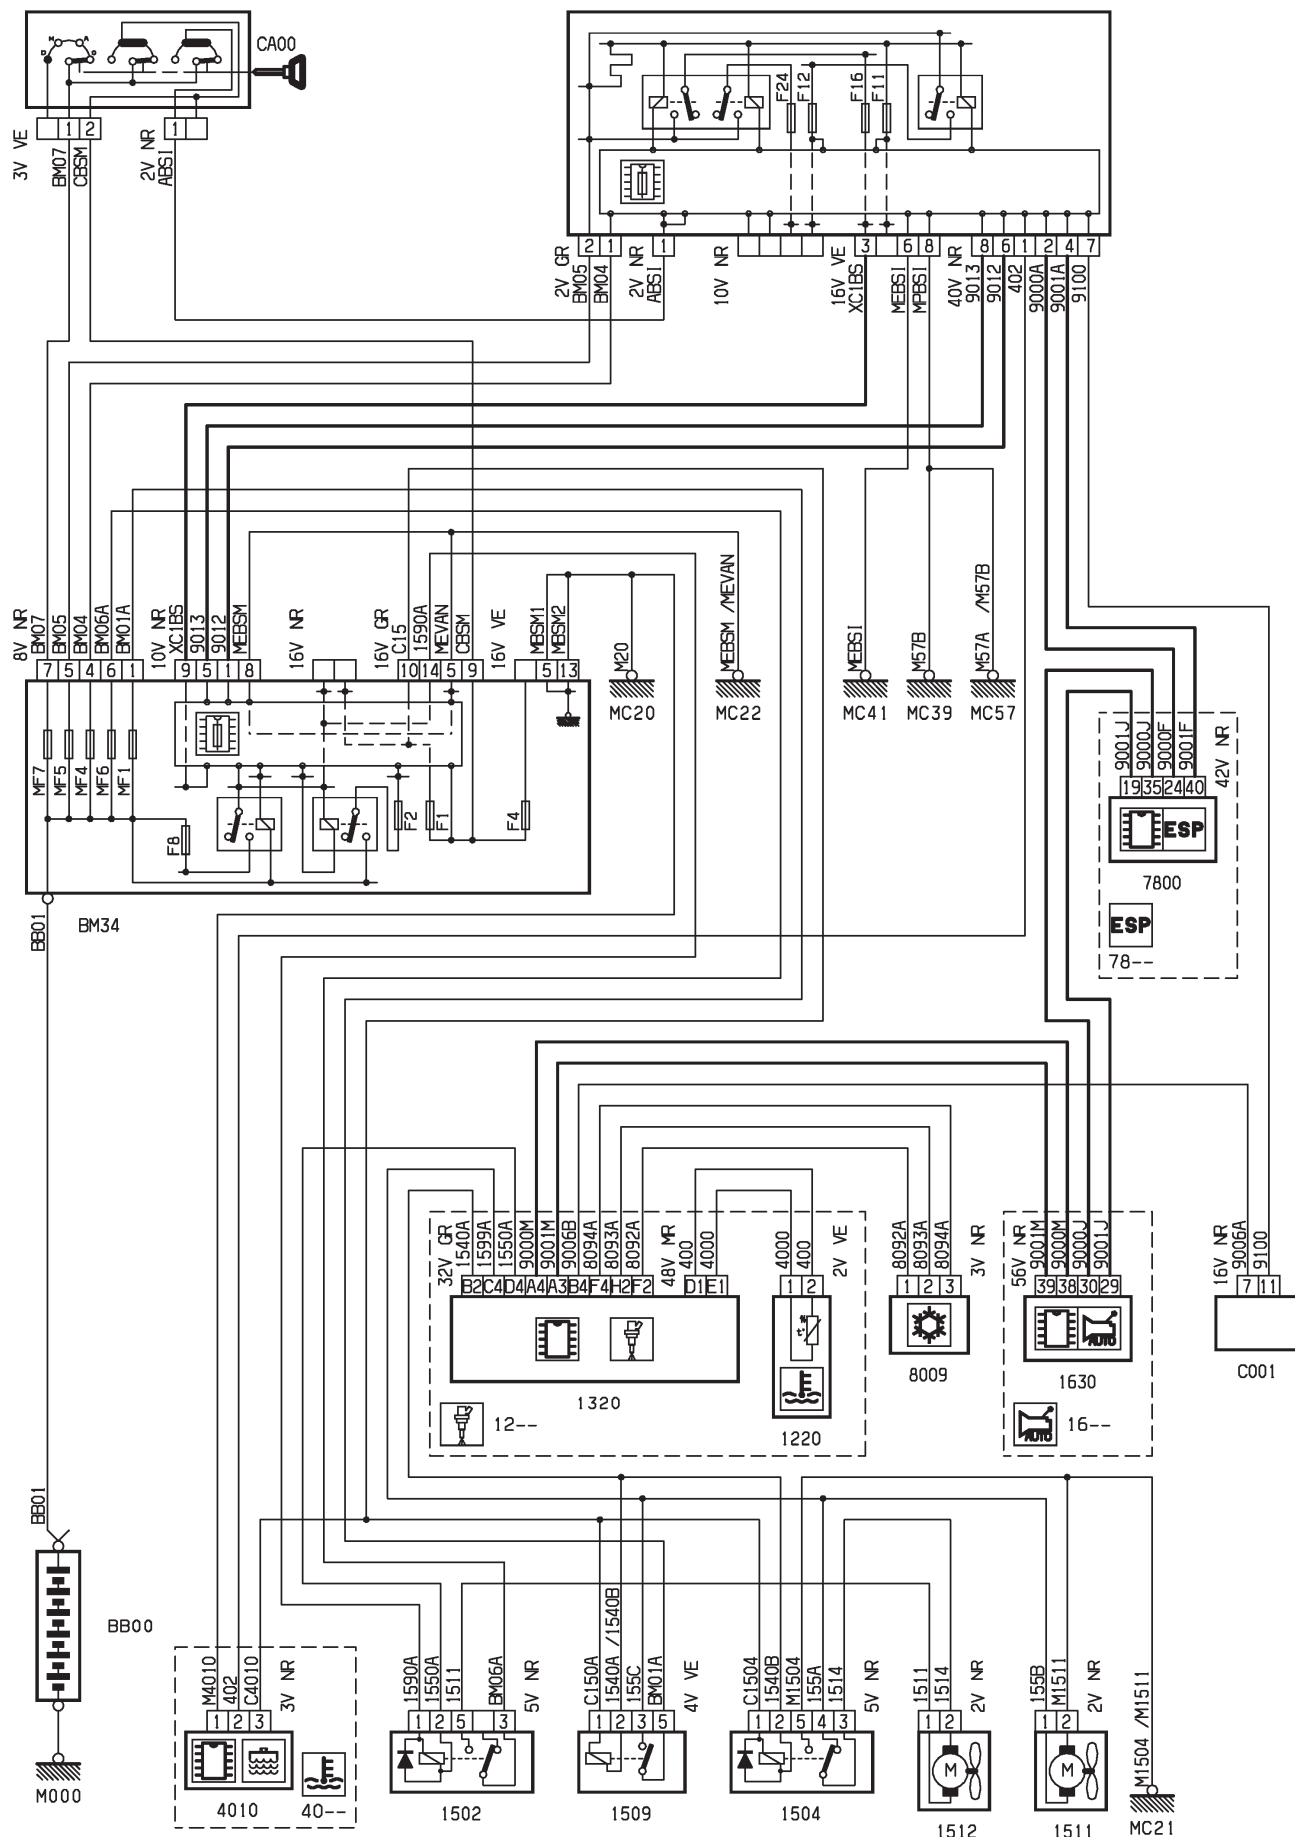 CA00
N A
D G
1 2
1
3V VE
BM07
CBSM
2V NR
ABSI
F24
F12
F16
F11
2 1
1
3
6 8
8 6 1 2 4 7
2V GR
BM05
BM04
2V NR
ABSI
10V NR
16V VE
XC1BS
MEBSI
MPBSI
40V NR
9013
9012
402
9000A
9001A
9100
8V NR
BM07
BM05
BM04
BM06A
BM01A
10V NR
XC1BS
9013
9012
MEBSM
16V NR
16V GR
C15
1590A
MEVAN
CBSM
16V VE
MBSM1
MBSM2
M20
MEBSM /MEVAN
MEBSI
M57B
M57A /M57B
7 5 4 6 1
9 5 1 8
10 14 5 9
5 13
MC20
MC22
MC41
MC39
MC57
MF7
MF5
MF4
MF6
MF1
F8
F2
F1
F4
BM34
BB01
9001J
9000J
9000F
9001F
42V NR
19 35 24 40
ESP
7800
ESP
78--
32V GR
1540A
1599A
1550A
9000M
9001M
9006B
8094A
8093A
8092A
48V MR
400
4000
4000
400
2V VE
8092A
8093A
8094A
3V NR
56V NR
9001M
9000M
9000J
9001J
16V NR
9006A
9100
B2 C4 D4 A4 A3 B4 F4 H2 F2
D1 E1
1 2
1 2 3
39 38 30 29
7 11
t°
AUTO
1320
1220
8009
1630
C001
12--
AUTO
16--
BB01
BB00
M000
M4010
402
C4010
3V NR
1590A
1550A
1511
BM06A
5V NR
C150A
1540A /1540B
155C
BM01A
4V VE
C1504
1540B
M1504
155A
1514
5V NR
1511
1514
2V NR
155B
M1511
2V NR
M1504 /M1511
1 2 3
1 2 5 3
1 2 3 5
1 2 5 4 3
1 2
1 2
M
M
4010
40--
1502
1509
1504
1512
1511
MC21